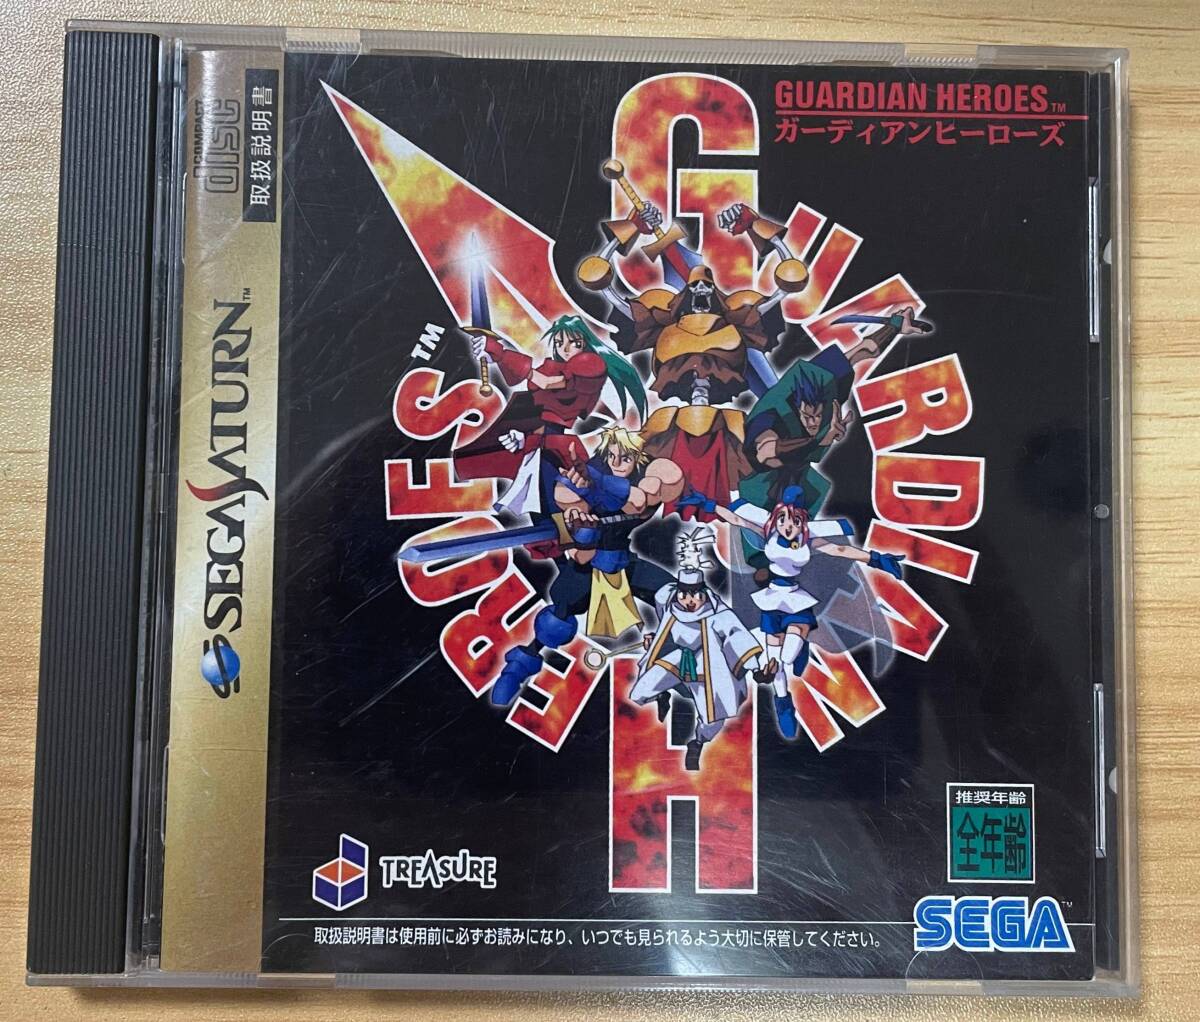 COMPACT
disc
取扱説明書
SEGA SATURN™
GUARDIAN HEROES™
ガーディアンヒーローズ
GUARDIAN
HEROES™
TREASURE
推奨年齢
全年齢
SEGA™
取扱説明書は使用前に必ずお読みになり、いつでも見られるよう大切に保管してください。